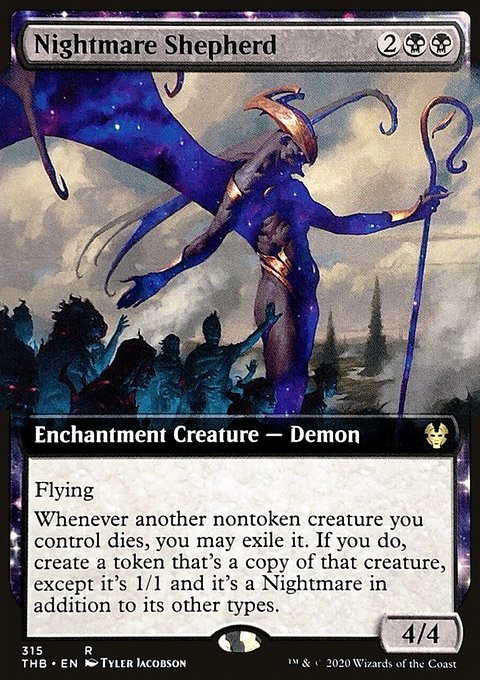 Nightmare Shepherd 2
Enchantment Creature — Demon
Flying
Whenever another nontoken creature you
control dies, you may exile it. If you do,
create a token that's a copy of that creature,
except it's 1/1 and it's a Nightmare in
addition to its other types.
4/4
315 R
THB • EN Tyler Jacobson ™ & © 2020 Wizards of the Coast